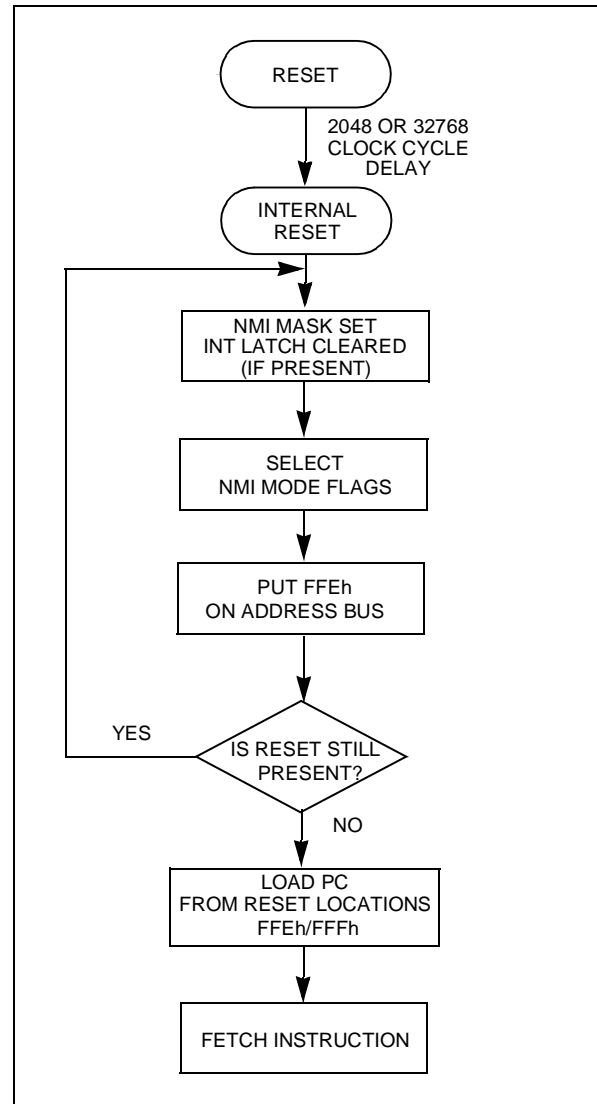 RESET
2048 OR 32768
CLOCK CYCLE
DELAY
INTERNAL
RESET
NMI MASK SET
INT LATCH CLEARED
(IF PRESENT)
SELECT
NMI MODE FLAGS
PUT FFEh
ON ADDRESS BUS
YES
IS RESET STILL
PRESENT?
NO
LOAD PC
FROM RESET LOCATIONS
FFEh/FFFh
FETCH INSTRUCTION